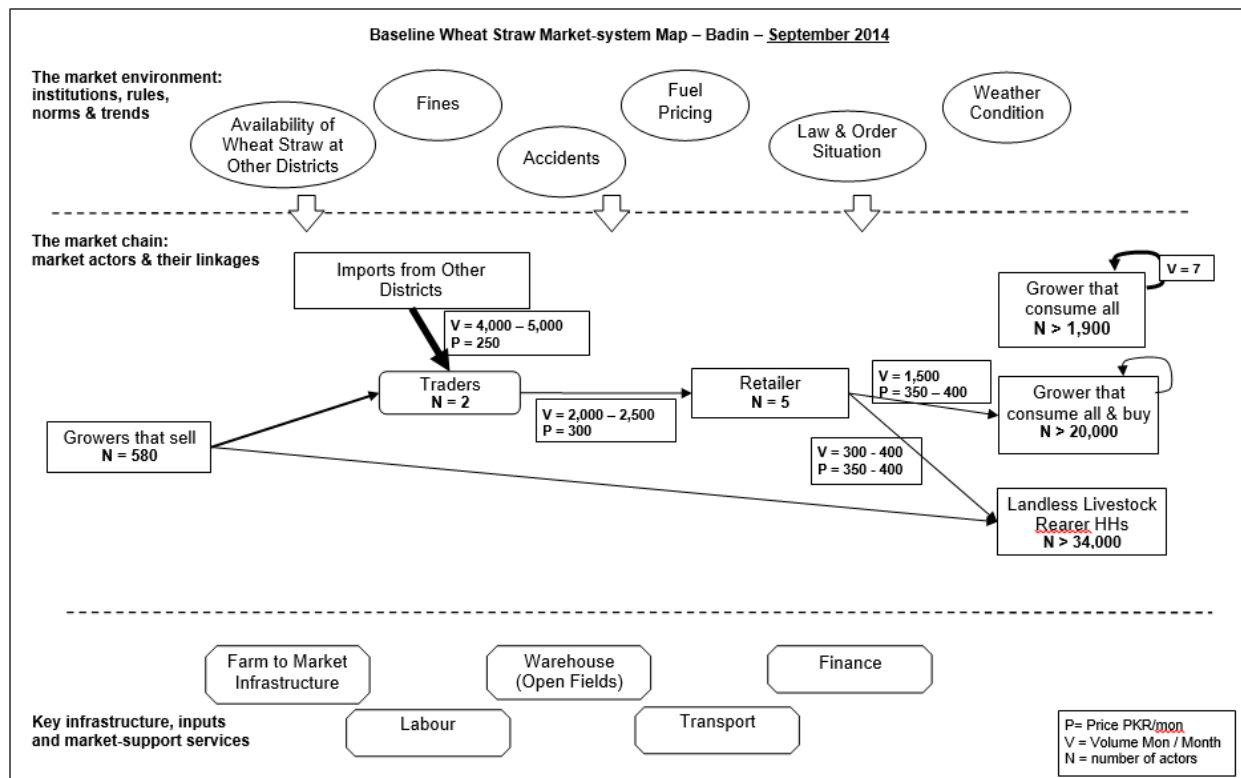 Baseline Wheat Straw Market-system Map – Badin – September 2014
The market environment:
institutions, rules,
norms & trends
Availability of
Wheat Straw at
Other Districts
Fines
Accidents
Fuel
Pricing
Law & Order
Situation
Weather
Condition
The market chain:
market actors & their linkages
Imports from Other
Districts
V = 4,000 – 5,000
P = 250
Growers that sell
N = 580
Traders
N = 2
V = 2,000 – 2,500
P = 300
Retailer
N = 5
V = 1,500
P = 350 – 400
V = 300 - 400
P = 350 - 400
Grower that
consume all
N > 1,900
V = 7
Grower that
consume all & buy
N > 20,000
Landless Livestock
Rearer HHs
N > 34,000
Farm to Market
Infrastructure
Warehouse
(Open Fields)
Finance
Labour
Transport
Key infrastructure, inputs
and market-support services
P= Price PKR/mon
V = Volume Mon / Month
N = number of actors